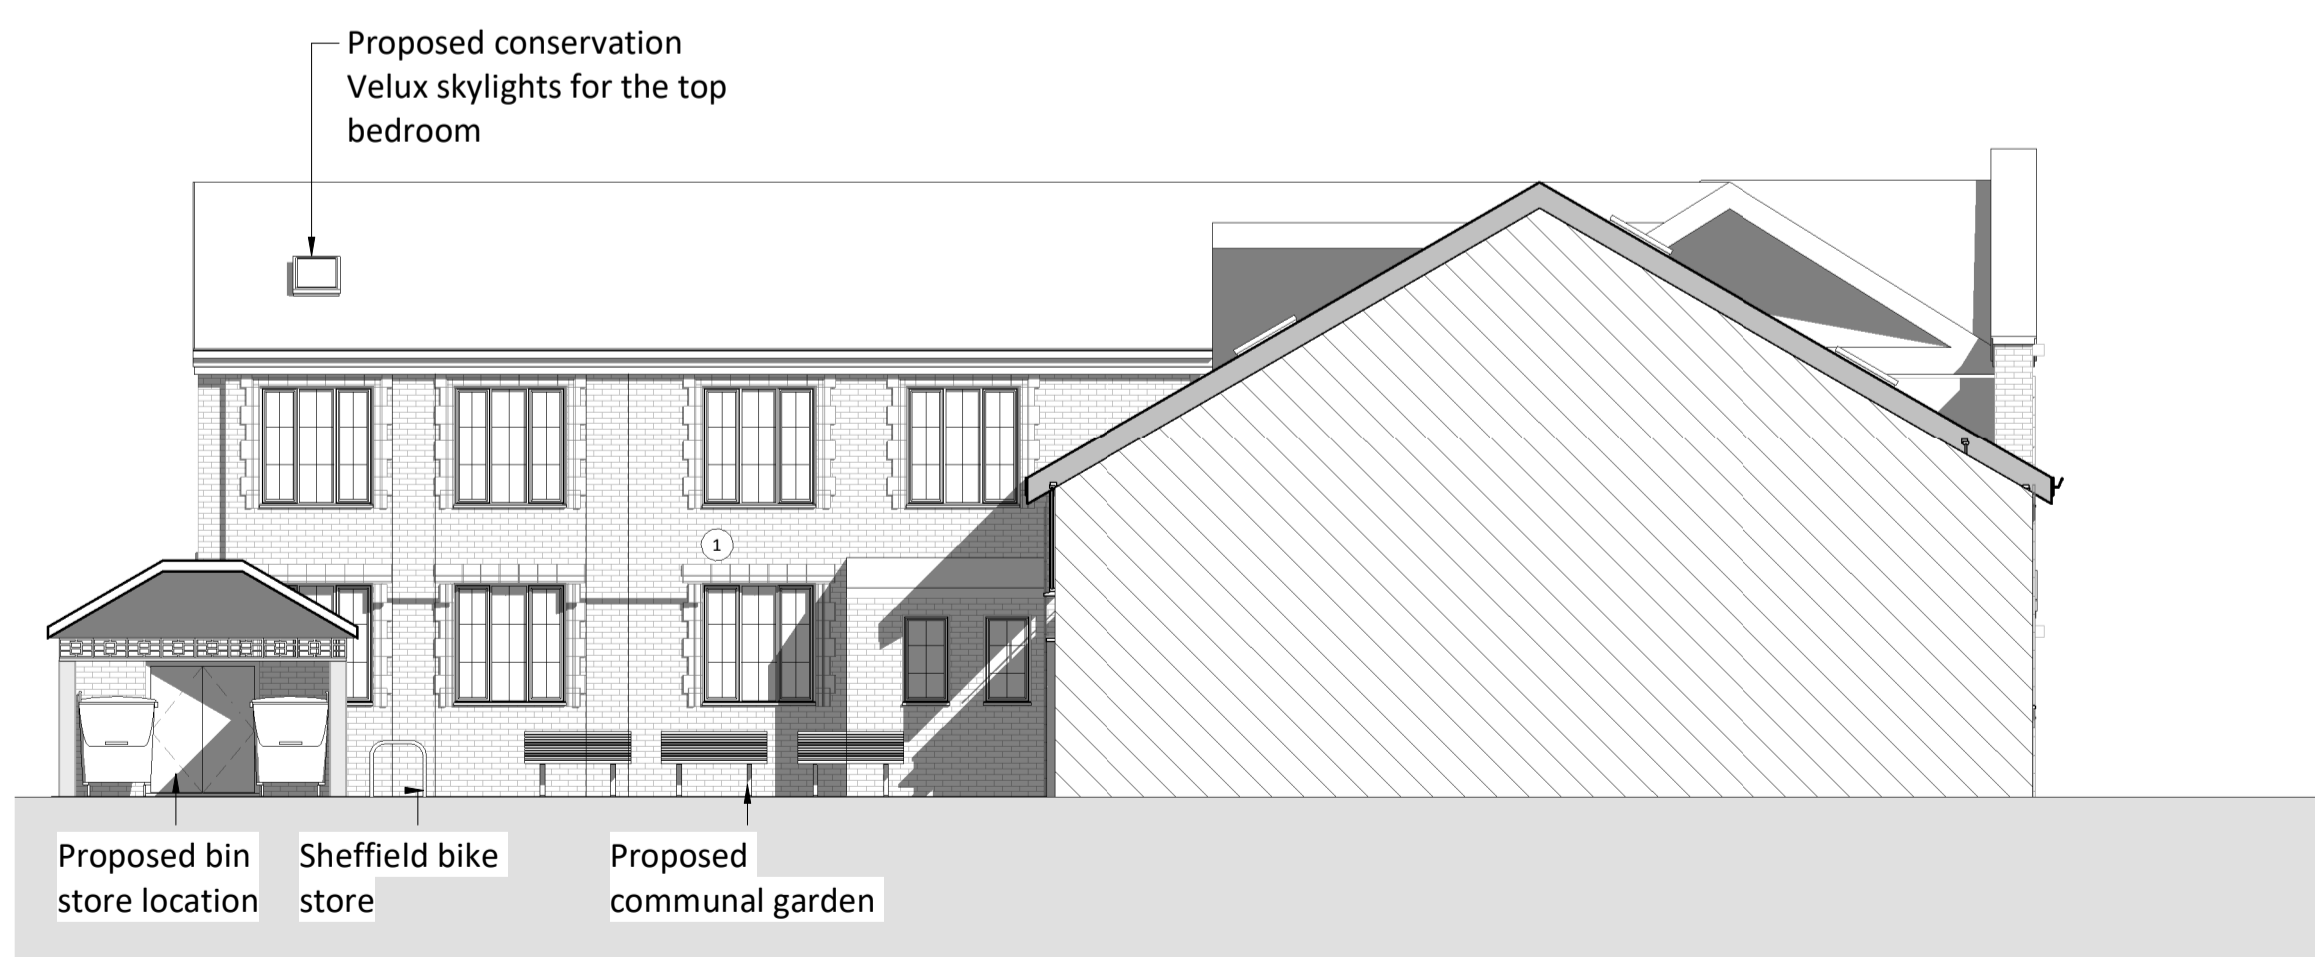 Proposed conservation
Velux skylights for the top
bedroom
1
Proposed bin
store location
Sheffield bike
store
Proposed
communal garden